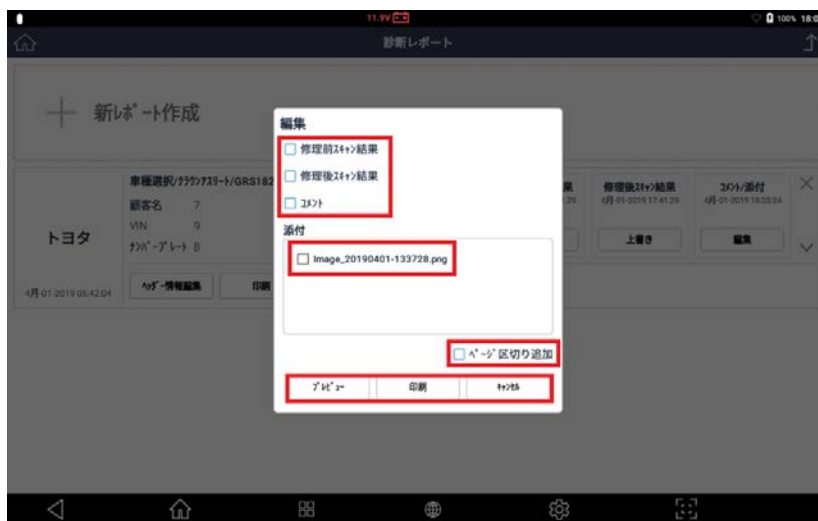 11.9V
100% 18:0
診断レポート
新ﾚﾎﾟｰﾄ作成
編集
修理前ｽｷｬﾝ結果
修理後ｽｷｬﾝ結果
ｺﾒﾝﾄ
添付
Image_20190401-133728.png
ﾍﾟｰｼﾞ区切り追加
ﾌﾟﾚﾋﾞｭｰ 印刷 ｷｬﾝｾﾙ
トヨタ
4月-01-2019 05:42:04
車種選択/ｸﾗｳﾝｱｽﾘｰﾄ/GRS182
顧客名 7
VIN 9
ﾅﾝﾊﾞｰﾌﾟﾚｰﾄ 8
ﾍｯﾀﾞｰ情報編集 印刷
果
:29
修理後ｽｷｬﾝ結果
4月-01-2019 17:41:29
上書き
ｺﾒﾝﾄ/添付
4月-01-2019 18:03:24
編集